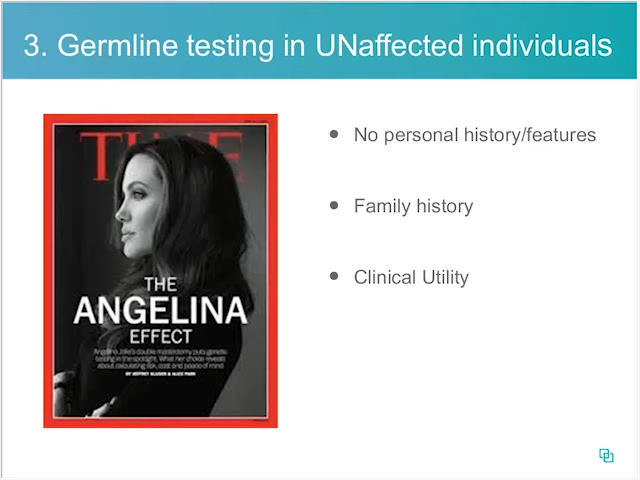 3. Germline testing in UNaffected individuals
TIME
THE
ANGELINA
EFFECT
Angelina Jolie's double mastectomy puts genetic
testing in the spotlight. What her choice reveals
about calculating risk, cost and peace of mind
BY JEFFREY KLUGER & ALICE PARK
• No personal history/features
• Family history
• Clinical Utility